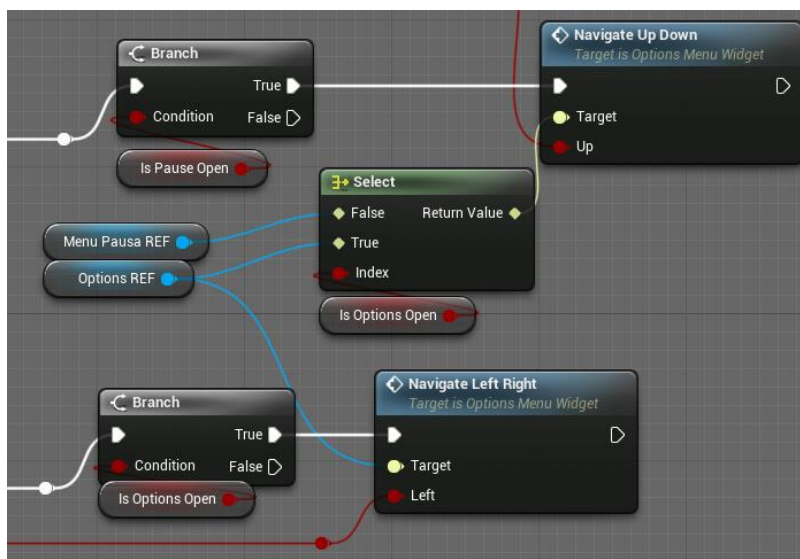 Branch
True
Condition
False
Is Pause Open
Navigate Up Down
Target is Options Menu Widget
Target
Up
Select
False
Return Value
True
Index
Menu Pausa REF
Options REF
Is Options Open
Branch
True
Condition
False
Is Options Open
Navigate Left Right
Target is Options Menu Widget
Target
Left